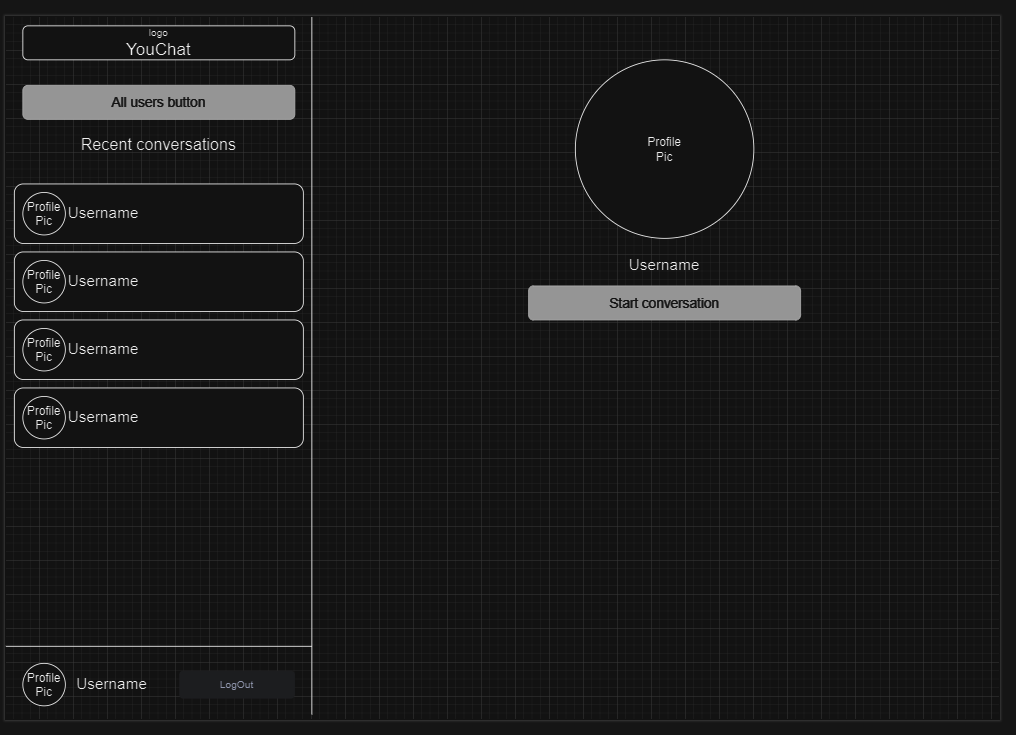 logo
YouChat
All users button
Recent conversations
Profile
Pic
Username
Profile
Pic
Username
Profile
Pic
Username
Profile
Pic
Username
Profile
Pic
Username
LogOut
Profile
Pic
Username
Start conversation